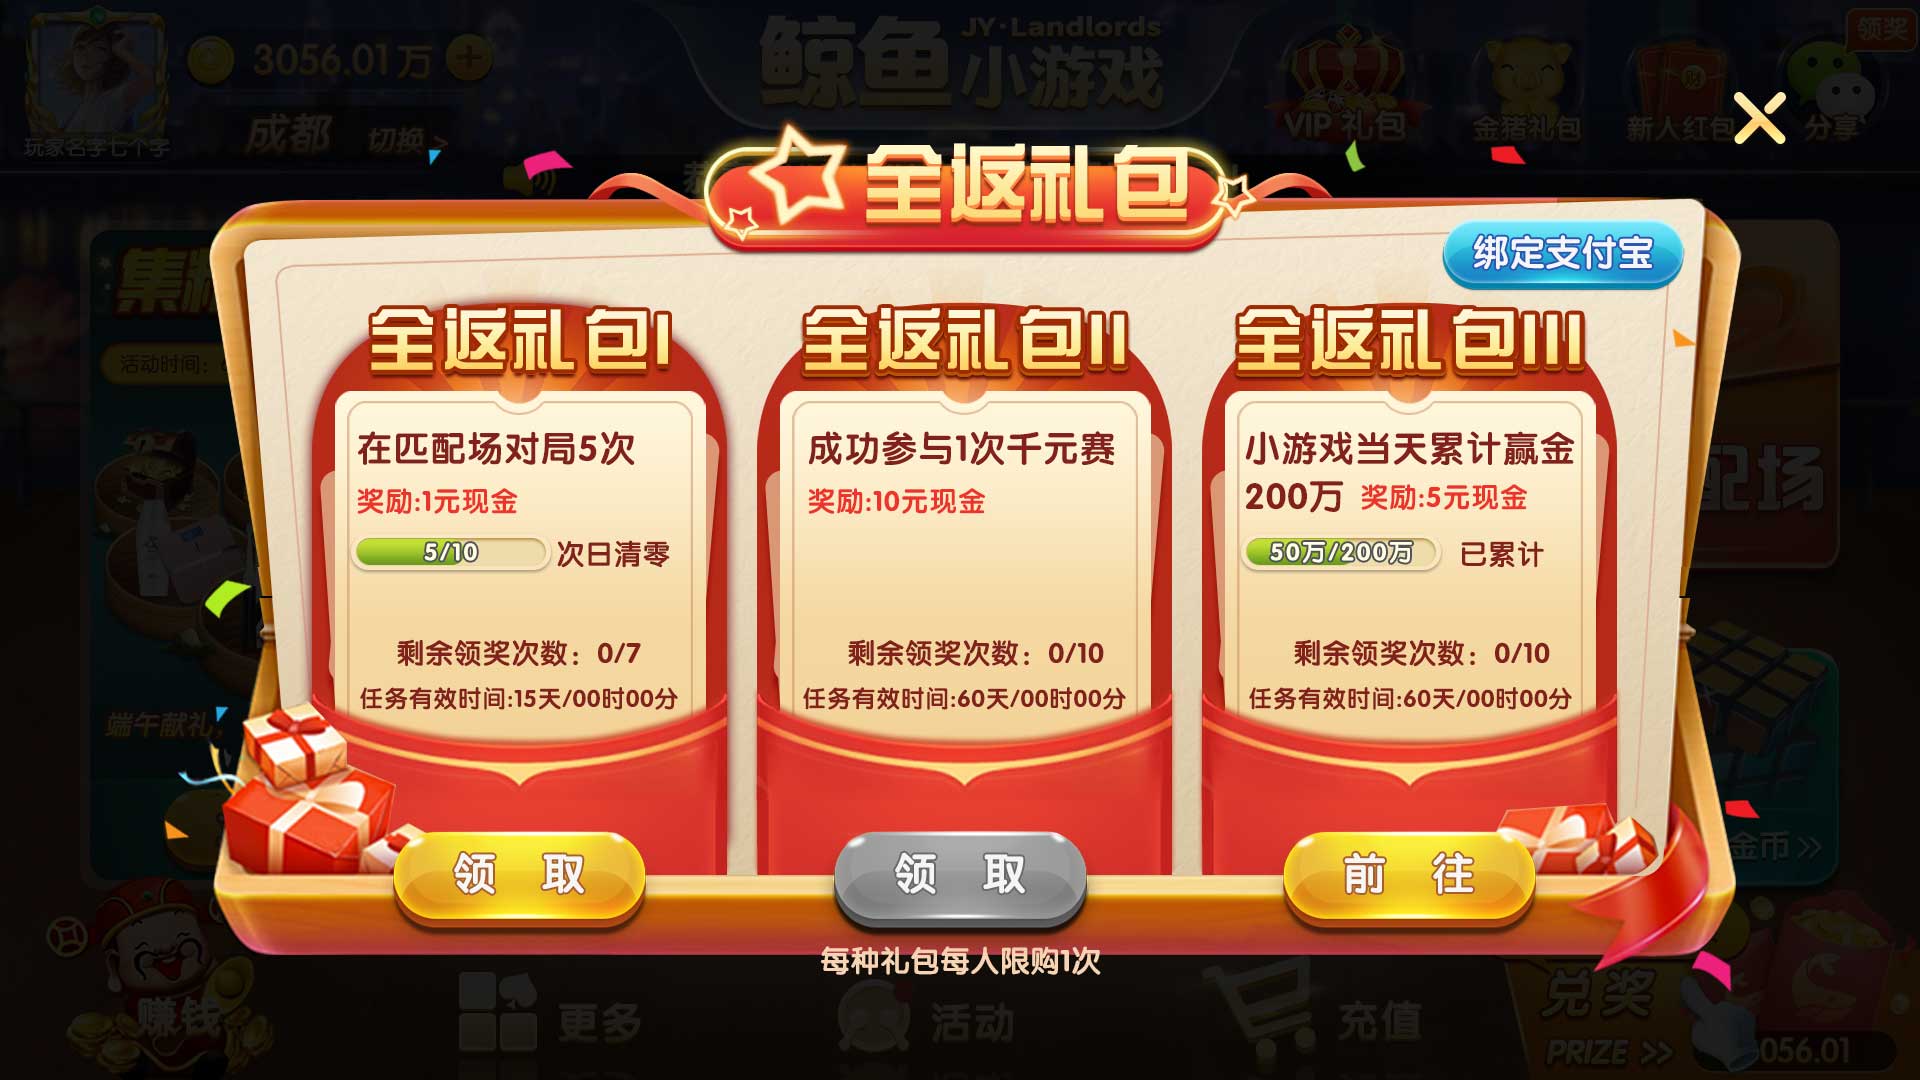 3056.01万
成都 切换 >
玩家名字七个字
鲸鱼
JY·Landlords
小游戏
VIP 礼包
金猪礼包
新人红包
分享
领奖
全返礼包
绑定支付宝
全返礼包I
在匹配场对局5次
奖励:1元现金
5/10 次日清零
剩余领奖次数：0/7
任务有效时间:15天/00时00分
领 取
全返礼包II
成功参与1次千元赛
奖励:10元现金
剩余领奖次数：0/10
任务有效时间:60天/00时00分
领 取
全返礼包III
小游戏当天累计赢金
200万 奖励:5元现金
50万/200万 已累计
剩余领奖次数：0/10
任务有效时间:60天/00时00分
前 往
每种礼包每人限购1次
活动时间：
端午献礼，
配场
金币 >>
赚钱
更多
活动
充值
兑奖
PRIZE >>
056.01